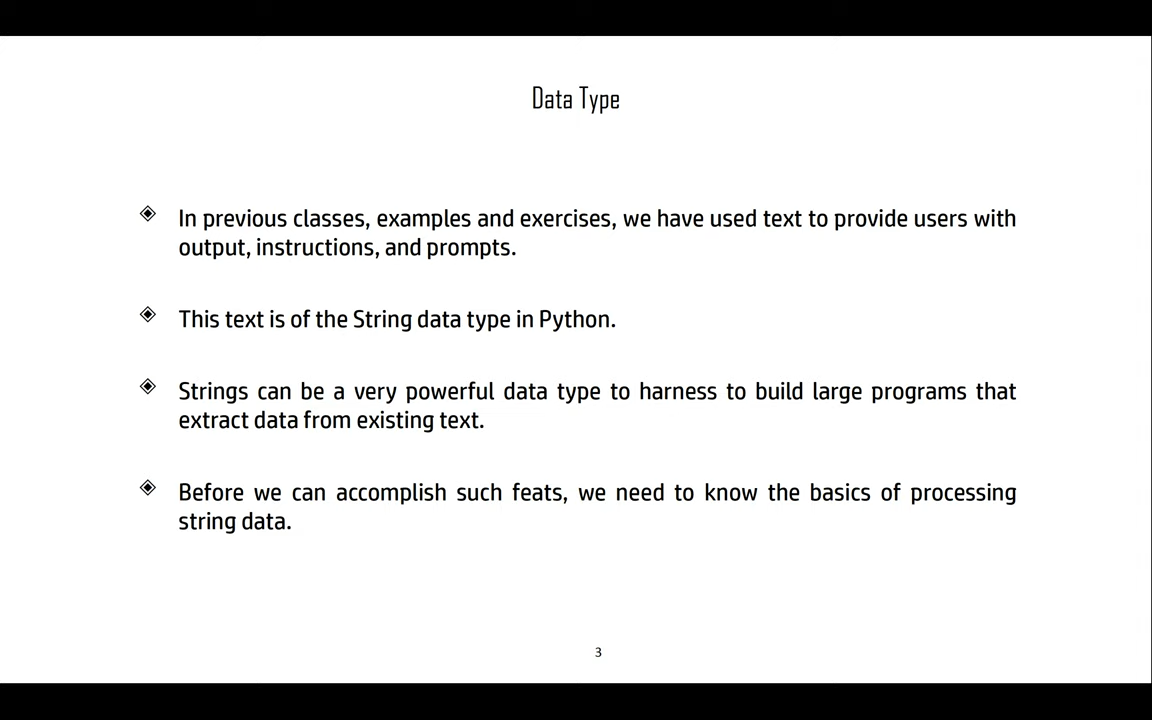 Data Type
In previous classes, examples and exercises, we have used text to provide users with
output, instructions, and prompts.
This text is of the String data type in Python.
Strings can be a very powerful data type to harness to build large programs that
extract data from existing text.
Before we can accomplish such feats, we need to know the basics of processing
string data.
3